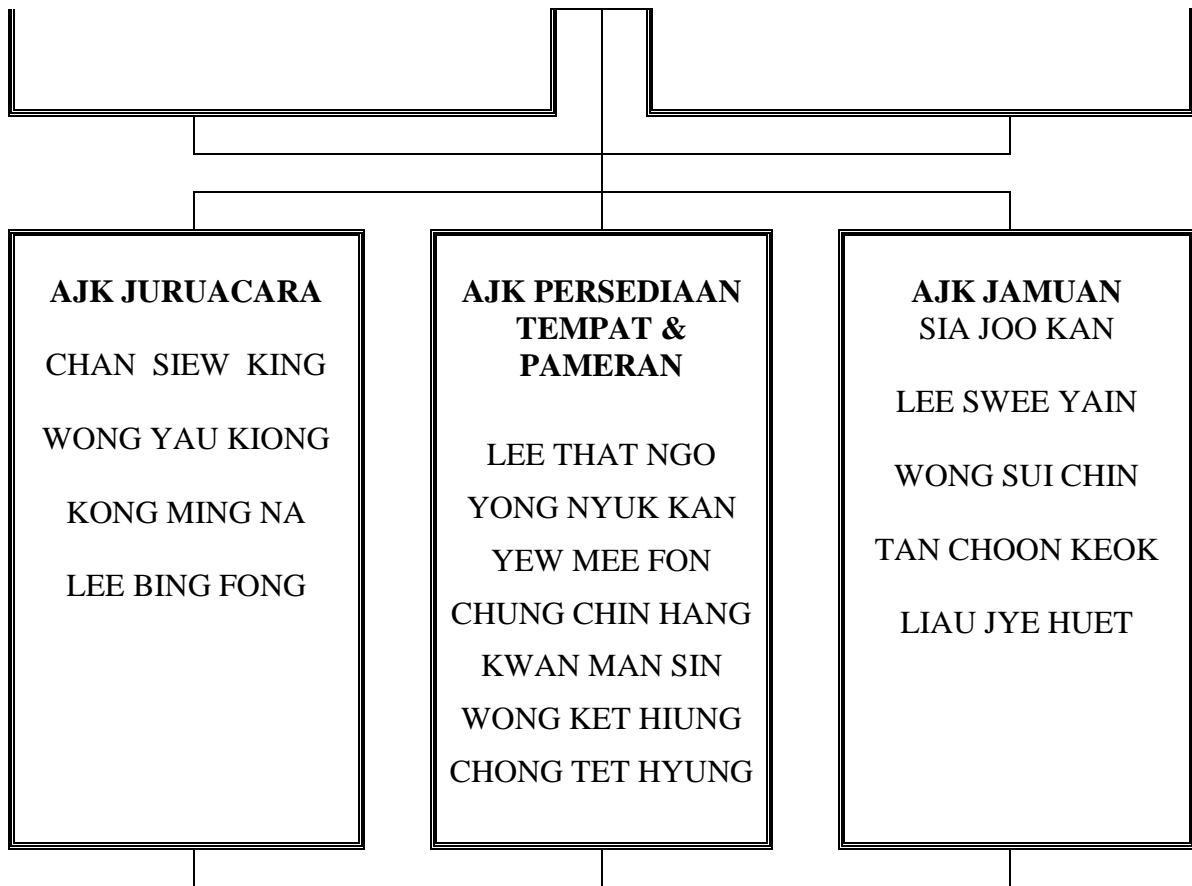 AJK JURUACARA
CHAN SIEW KING
WONG YAU KIONG
KONG MING NA
LEE BING FONG
AJK PERSEDIAAN
TEMPAT &
PAMERAN
LEE THAT NGO
YONG NYUK KAN
YEW MEE FON
CHUNG CHIN HANG
KWAN MAN SIN
WONG KET HIUNG
CHONG TET HYUNG
AJK JAMUAN
SIA JOO KAN
LEE SWEE YAIN
WONG SUI CHIN
TAN CHOON KEOK
LIAU JYE HUET